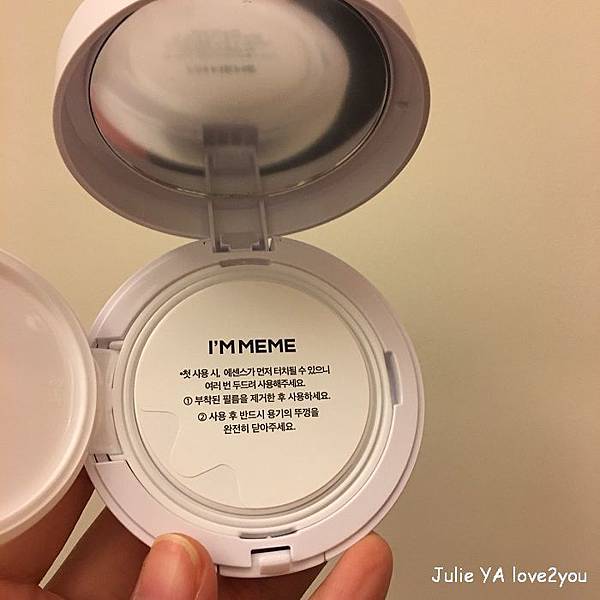 I'M MEME
I'M MEME
•첫 사용 시, 에센스가 먼저 터치될 수 있으니
여러 번 두드려 사용해주세요.
① 부착된 필름을 제거한 후 사용하세요.
② 사용 후 반드시 용기의 뚜껑을
완전히 닫아주세요.
Julie YA love2you